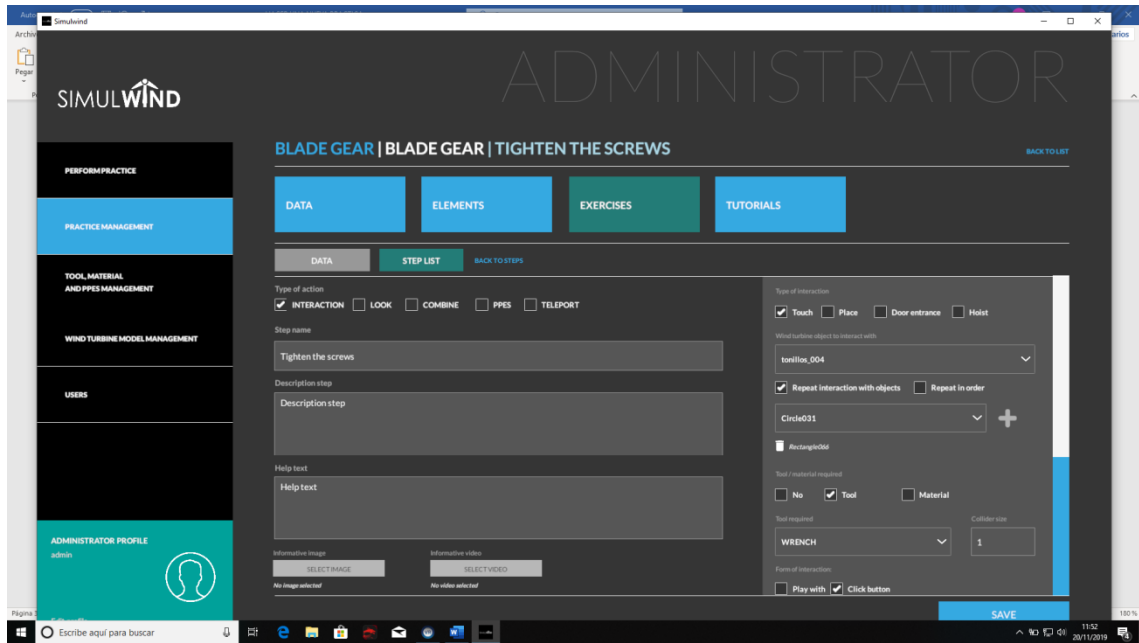 Simulwind
Archiv
Pegar
SIMULWIND
ADMINISTRATOR
BLADE GEAR | BLADE GEAR | TIGHTEN THE SCREWS
BACK TO LIST
PERFORM PRACTICE
PRACTICE MANAGEMENT
TOOL, MATERIAL
AND PPES MANAGEMENT
WIND TURBINE MODEL MANAGEMENT
USERS
ADMINISTRATOR PROFILE
admin
DATA
ELEMENTS
EXERCISES
TUTORIALS
DATA
STEP LIST
BACK TO STEPS
Type of action
INTERACTION
LOOK
COMBINE
PPES
TELEPORT
Step name
Tighten the screws
Description step
Description step
Help text
Help text
Informative image
Informative video
SELECT IMAGE
SELECT VIDEO
No image selected
No video selected
Type of interaction
Touch
Place
Door entrance
Hoist
Wind turbine object to interact with
tonillos_004
Repeat interaction with objects
Repeat in order
Circle031
Rectangle066
Tool / material required
No
Tool
Material
Tool required
Collider size
WRENCH
1
Form of interaction:
Play with
Click button
SAVE
180 %
Escribe aquí para buscar
11:52
20/11/2019